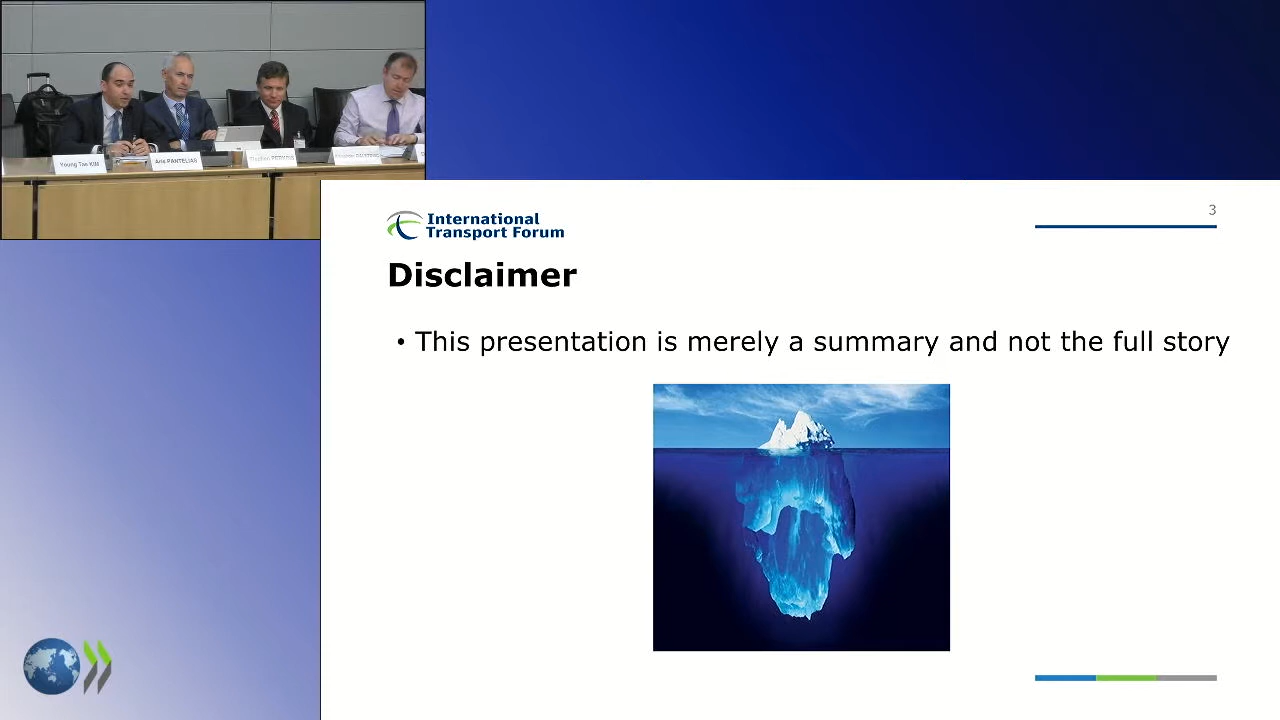 Young Tae KIM
Aris PANTELIAS
PERKINS
International
Transport Forum
3
Disclaimer
• This presentation is merely a summary and not the full story